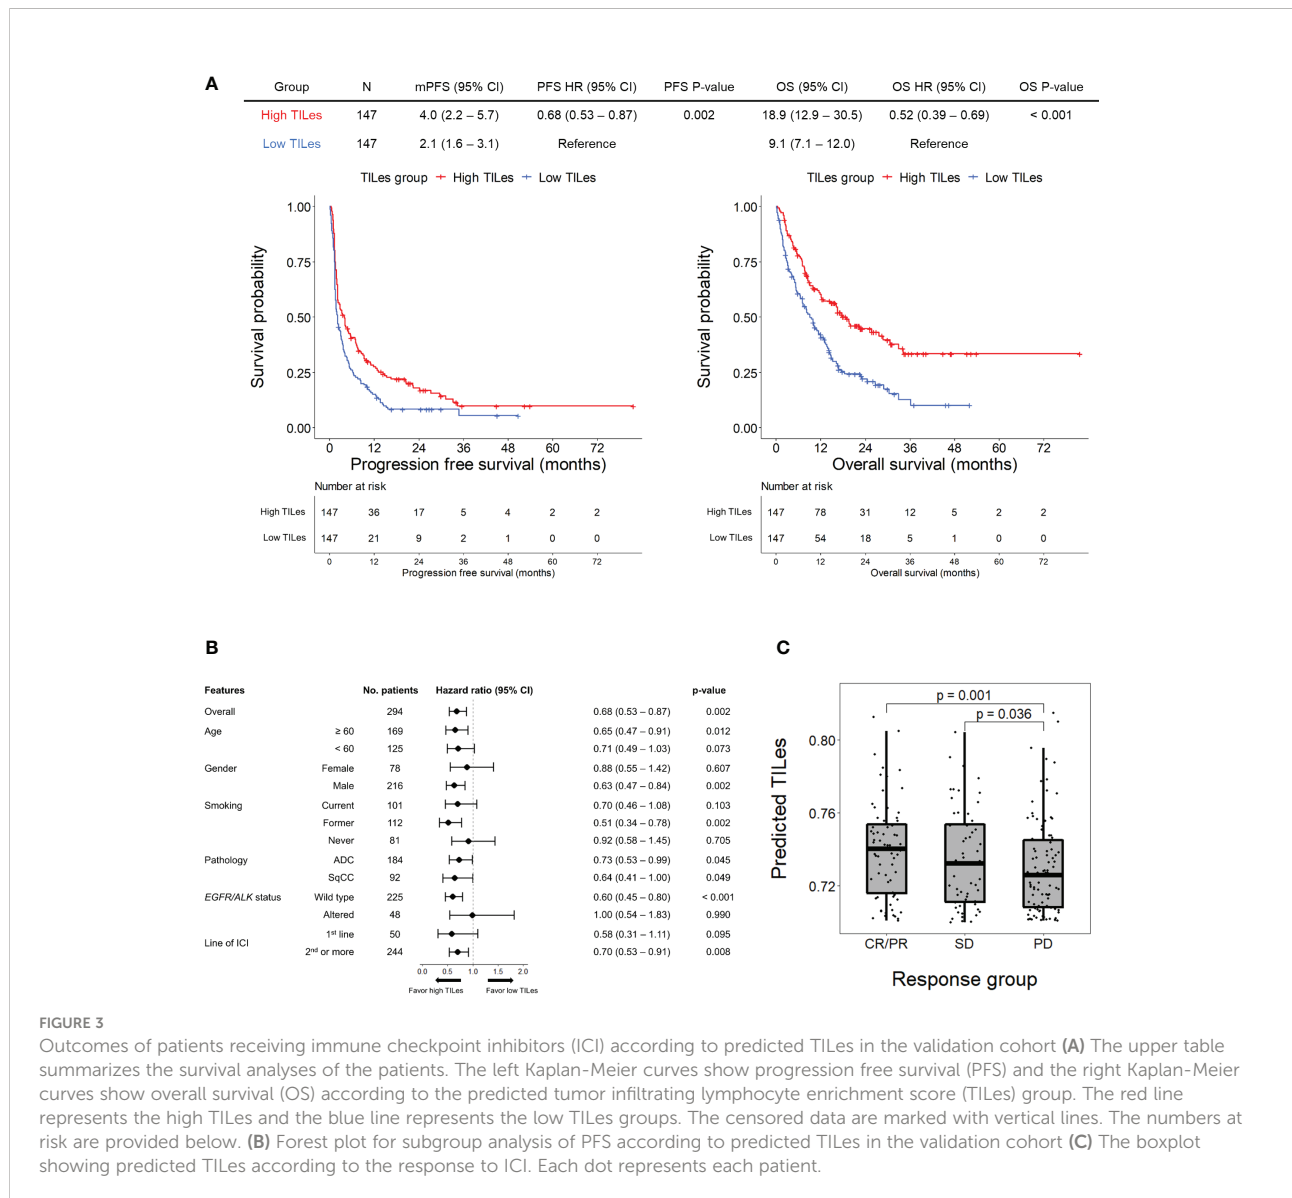 A
Group N mPFS (95% CI) PFS HR (95% CI) PFS P-value OS (95% CI) OS HR (95% CI) OS P-value
High TILes 147 4.0 (2.2 – 5.7) 0.68 (0.53 – 0.87) 0.002 18.9 (12.9 – 30.5) 0.52 (0.39 – 0.69) < 0.001
Low TILes 147 2.1 (1.6 – 3.1) Reference 9.1 (7.1 – 12.0) Reference
TILes group High TILes Low TILes
Survival probability
1.00
0.75
0.50
0.25
0.00
0 12 24 36 48 60 72
Progression free survival (months)
Number at risk
High TILes 147 36 17 5 4 2 2
Low TILes 147 21 9 2 1 0 0
0 12 24 36 48 60 72
Progression free survival (months)
TILes group High TILes Low TILes
Survival probability
1.00
0.75
0.50
0.25
0.00
0 12 24 36 48 60 72
Overall survival (months)
Number at risk
High TILes 147 78 31 12 5 2 2
Low TILes 147 54 18 5 1 0 0
0 12 24 36 48 60 72
Overall survival (months)
B
Features No. patients Hazard ratio (95% CI) p-value
Overall 294 0.68 (0.53 – 0.87) 0.002
Age ≥ 60 169 0.65 (0.47 – 0.91) 0.012
< 60 125 0.71 (0.49 – 1.03) 0.073
Gender Female 78 0.88 (0.55 – 1.42) 0.607
Male 216 0.63 (0.47 – 0.84) 0.002
Smoking Current 101 0.70 (0.46 – 1.08) 0.103
Former 112 0.51 (0.34 – 0.78) 0.002
Never 81 0.92 (0.58 – 1.45) 0.705
Pathology ADC 184 0.73 (0.53 – 0.99) 0.045
SqCC 92 0.64 (0.41 – 1.00) 0.049
EGFR/ALK status Wild type 225 0.60 (0.45 – 0.80) < 0.001
Altered 48 1.00 (0.54 – 1.83) 0.990
Line of ICI 1st line 50 0.58 (0.31 – 1.11) 0.095
2nd or more 244 0.70 (0.53 – 0.91) 0.008
0.0 0.5 1.0 1.5 2.0
Favor high TILes Favor low TILes
C
p = 0.001
p = 0.036
Predicted TILes
0.80
0.76
0.72
CR/PR SD PD
Response group
FIGURE 3
Outcomes of patients receiving immune checkpoint inhibitors (ICI) according to predicted TILes in the validation cohort (A) The upper table
summarizes the survival analyses of the patients. The left Kaplan-Meier curves show progression free survival (PFS) and the right Kaplan-Meier
curves show overall survival (OS) according to the predicted tumor infiltrating lymphocyte enrichment score (TILes) group. The red line
represents the high TILes and the blue line represents the low TILes groups. The censored data are marked with vertical lines. The numbers at
risk are provided below. (B) Forest plot for subgroup analysis of PFS according to predicted TILes in the validation cohort (C) The boxplot
showing predicted TILes according to the response to ICI. Each dot represents each patient.